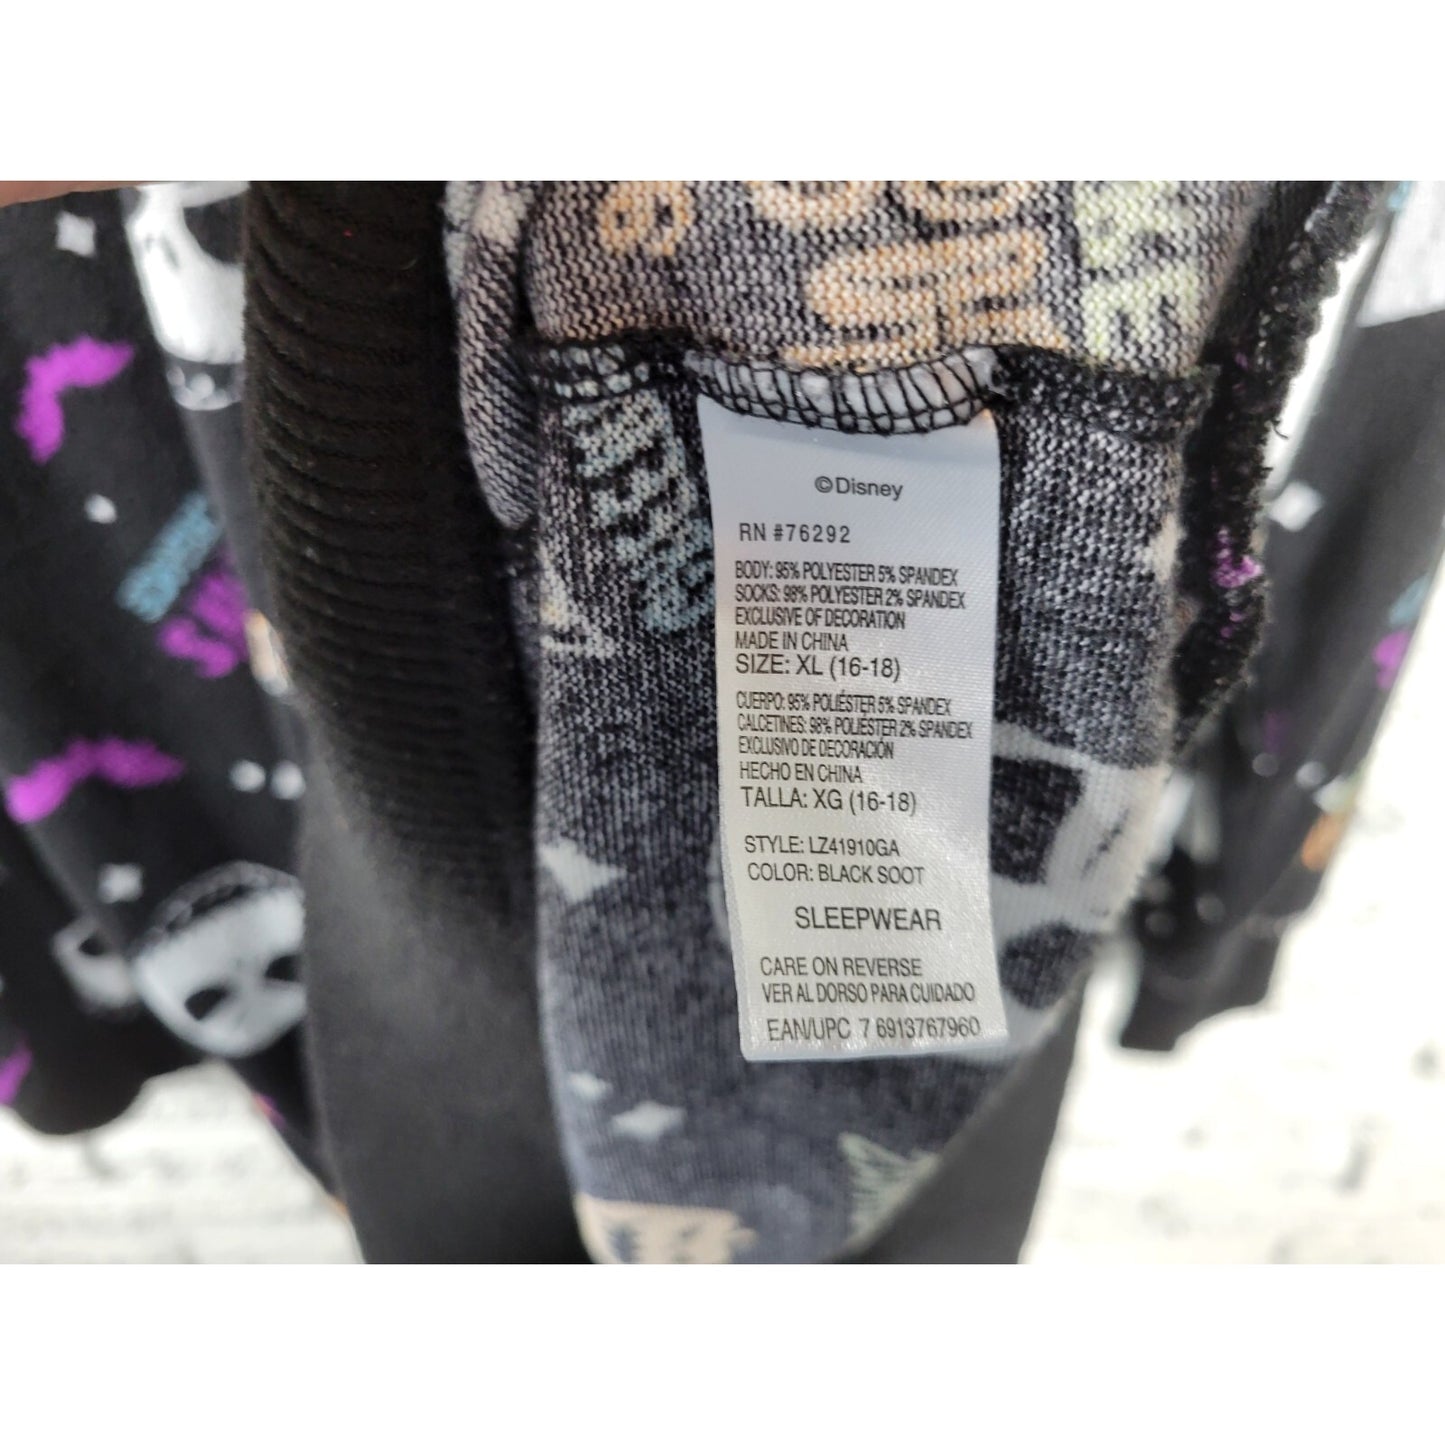 ©Disney
RN #76292
BODY: 95% POLYESTER 5% SPANDEX
SOCKS: 98% POLYESTER 2% SPANDEX
EXCLUSIVE OF DECORATION
MADE IN CHINA
SIZE: XL (16-18)
CUERPO: 95% POLIÉSTER 5% SPANDEX
CALCETINES: 98% POLIÉSTER 2% SPANDEX
EXCLUSIVO DE DECORACIÓN
HECHO EN CHINA
TALLA: XG (16-18)
STYLE: LZ41910GA
COLOR: BLACK SOOT
SLEEPWEAR
CARE ON REVERSE
VER AL DORSO PARA CUIDADO
EAN/UPC 7 6913767960